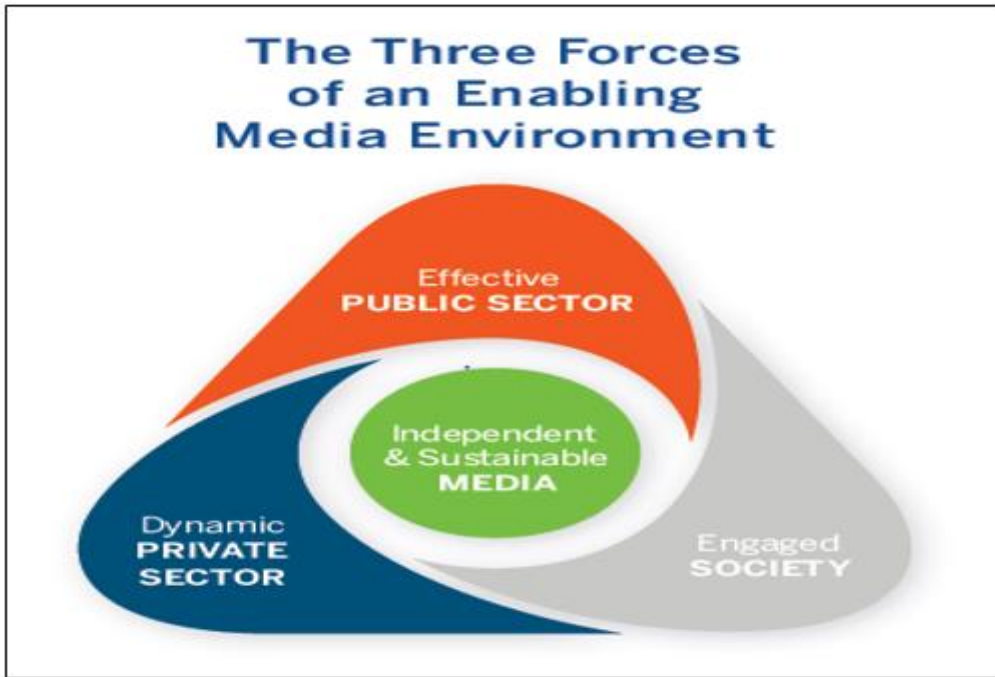 The Three Forces
of an Enabling
Media Environment
Effective
PUBLIC SECTOR
Independent
& Sustainable
MEDIA
Dynamic
PRIVATE
SECTOR
Engaged
SOCIETY